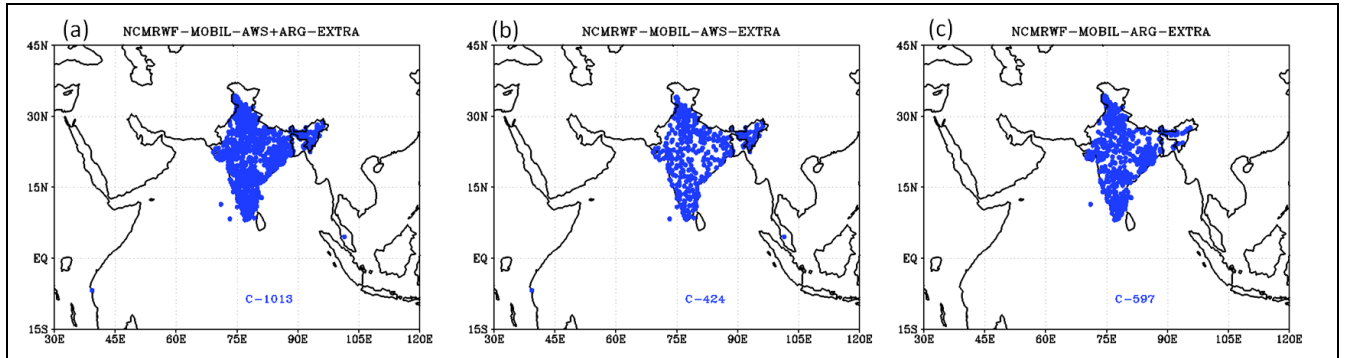 (a) NCMRWF-MOBIL-AWS+ARG-EXTRA
45N
30N
15N
EQ
15S
30E 45E 60E 75E 90E 105E 120E
C-1013
(b) NCMRWF-MOBIL-AWS-EXTRA
45N
30N
15N
EQ
15S
30E 45E 60E 75E 90E 105E 120E
C-424
(c) NCMRWF-MOBIL-ARG-EXTRA
45N
30N
15N
EQ
15S
30E 45E 60E 75E 90E 105E 120E
C-597